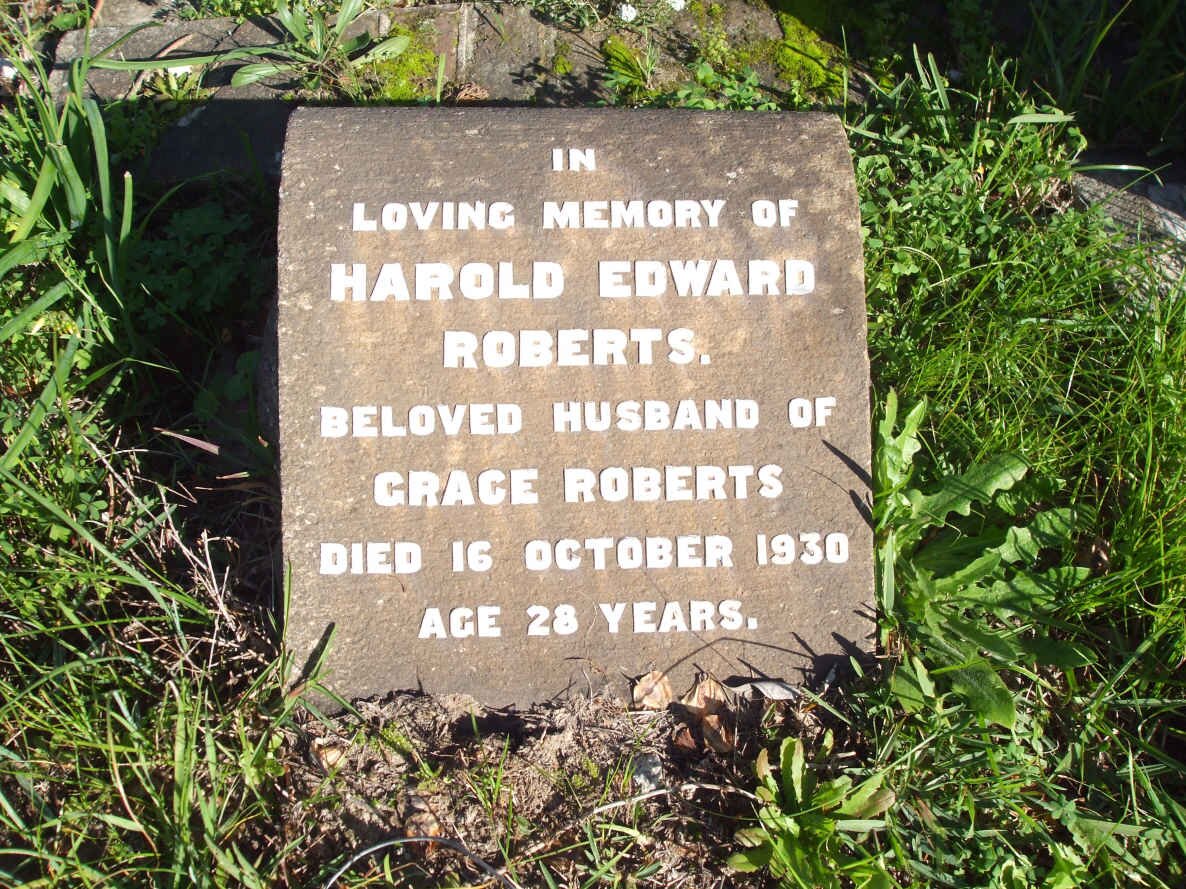 IN
LOVING MEMORY OF
HAROLD EDWARD
ROBERTS.
BELOVED HUSBAND OF
GRACE ROBERTS
DIED 16 OCTOBER 1930
AGE 28 YEARS.